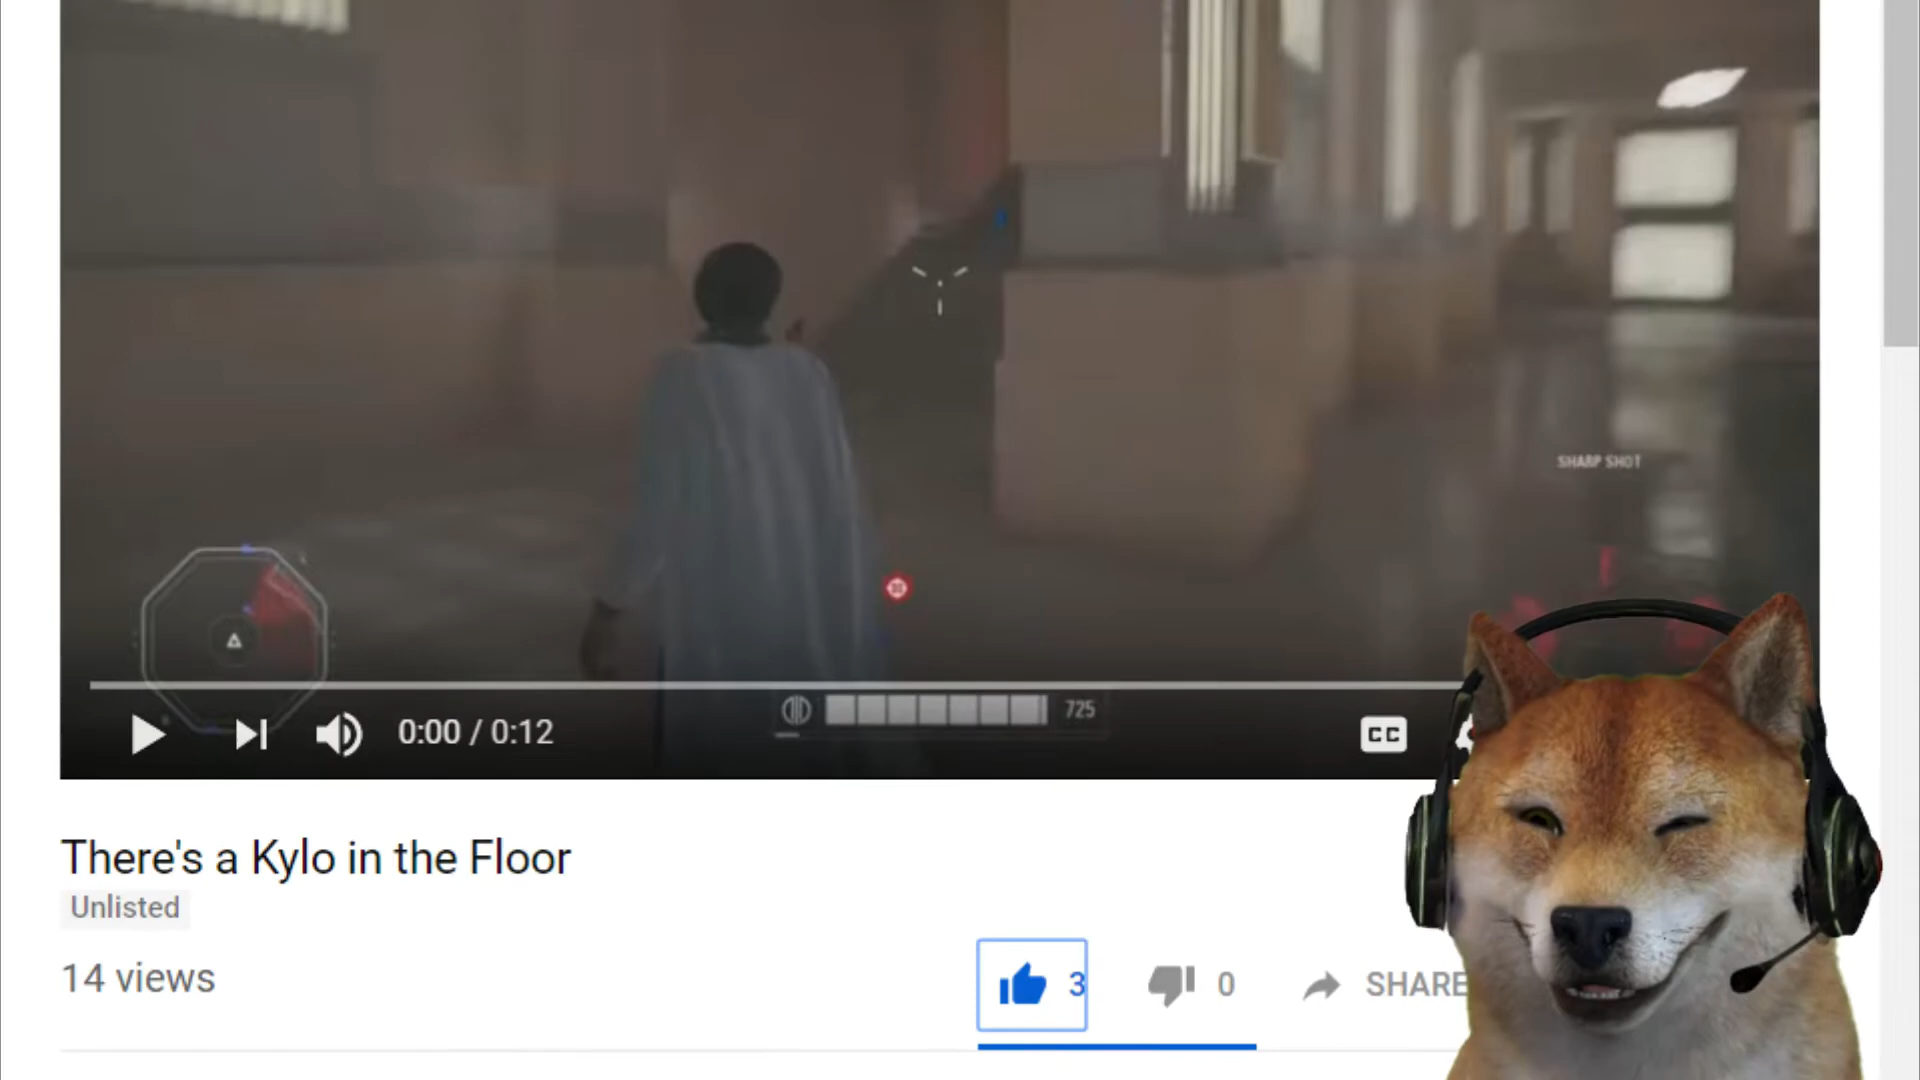 SHARP SHOT
725
0:00 / 0:12
CC
There's a Kylo in the Floor
Unlisted
14 views
3
0
SHARE